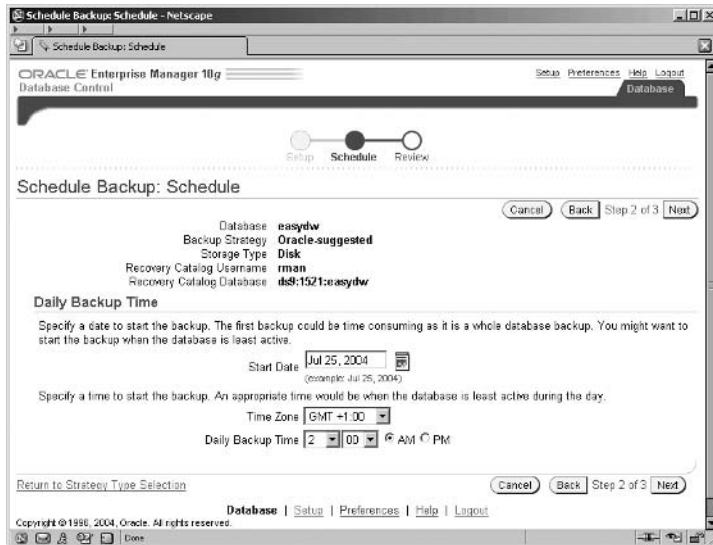 Schedule Backup: Schedule - Netscape
Schedule Backup: Schedule
ORACLE Enterprise Manager 10g
Database Control
Setup Preferences Help Logout
Database
Setup Schedule Review
Schedule Backup: Schedule
Cancel Back Step 2 of 3 Next
Database easydw
Backup Strategy Oracle-suggested
Storage Type Disk
Recovery Catalog Username rman
Recovery Catalog Database ds9:1521:easydw
Daily Backup Time
Specify a date to start the backup. The first backup could be time consuming as it is a whole database backup. You might want to
start the backup when the database is least active.
Start Date Jul 25, 2004
(example: Jul 25, 2004)
Specify a time to start the backup. An appropriate time would be when the database is least active during the day.
Time Zone GMT +1:00
Daily Backup Time 2 00 AM PM
Return to Strategy Type Selection
Cancel Back Step 2 of 3 Next
Database | Setup | Preferences | Help | Logout
Copyright © 1996, 2004, Oracle. All rights reserved.
Done